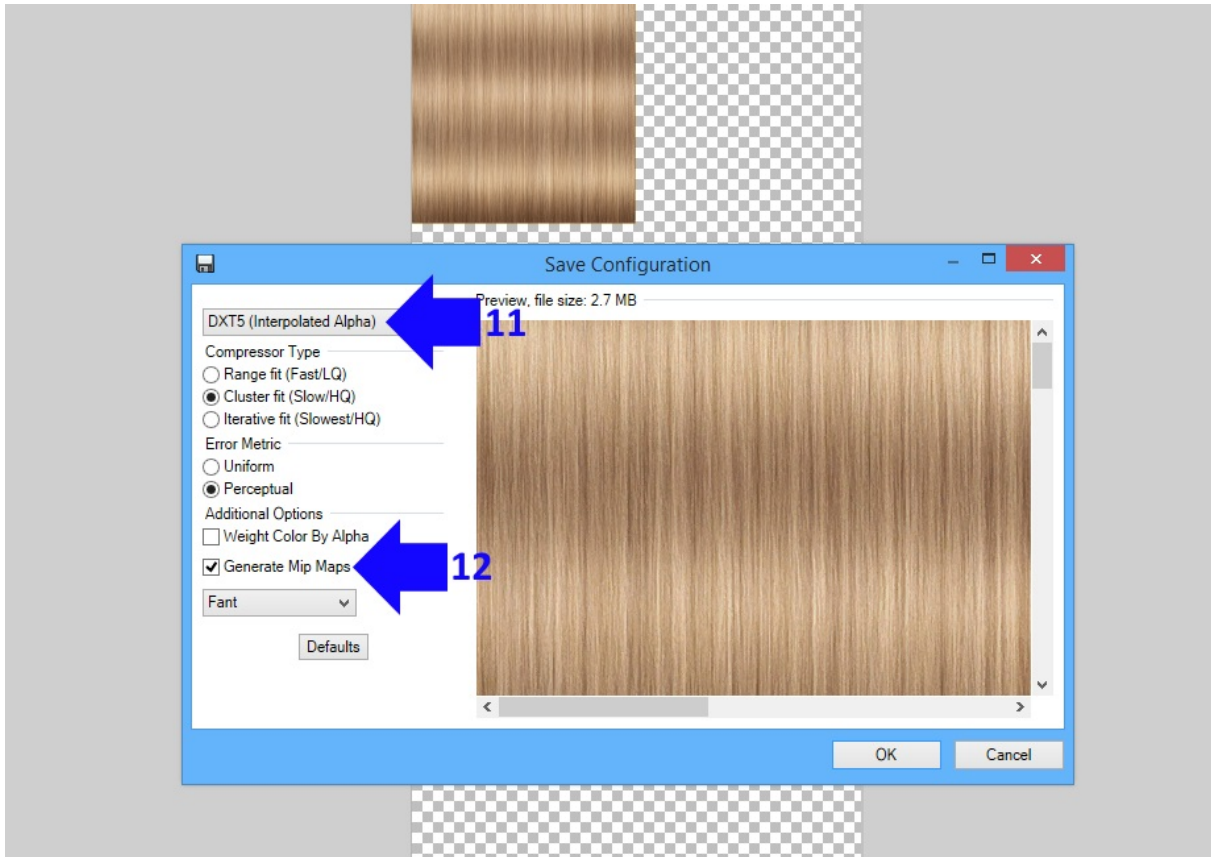 Save Configuration
Preview, file size: 2.7 MB
DXT5 (Interpolated Alpha)
11
Compressor Type
Range fit (Fast/LQ)
Cluster fit (Slow/HQ)
Iterative fit (Slowest/HQ)
Error Metric
Uniform
Perceptual
Additional Options
Weight Color By Alpha
Generate Mip Maps
12
Fant
Defaults
OK
Cancel